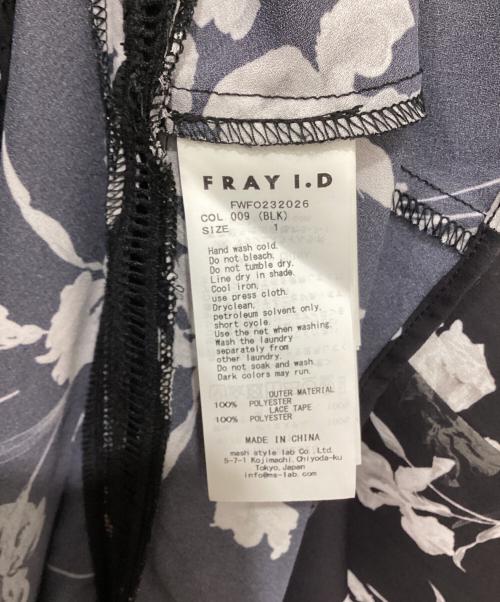 FRAY I.D
FWFO232026
COL 009 (BLK)
SIZE 1
Hand wash cold.
Do not bleach.
Do not tumble dry.
Line dry in shade.
Cool iron,
use press cloth.
Dryclean,
petroleum solvent only.
short cycle.
Use the net when washing.
Wash the laundry
separately from
other laundry.
Do not soak and wash.
Dark colors may run.
OUTER MATERIAL
100% POLYESTER
LACE TAPE
100% POLYESTER
MADE IN CHINA
mash style lab Co.,Ltd.
5-7-1 Kojimachi,Chiyoda-ku
Tokyo,Japan
info@ms-lab.com